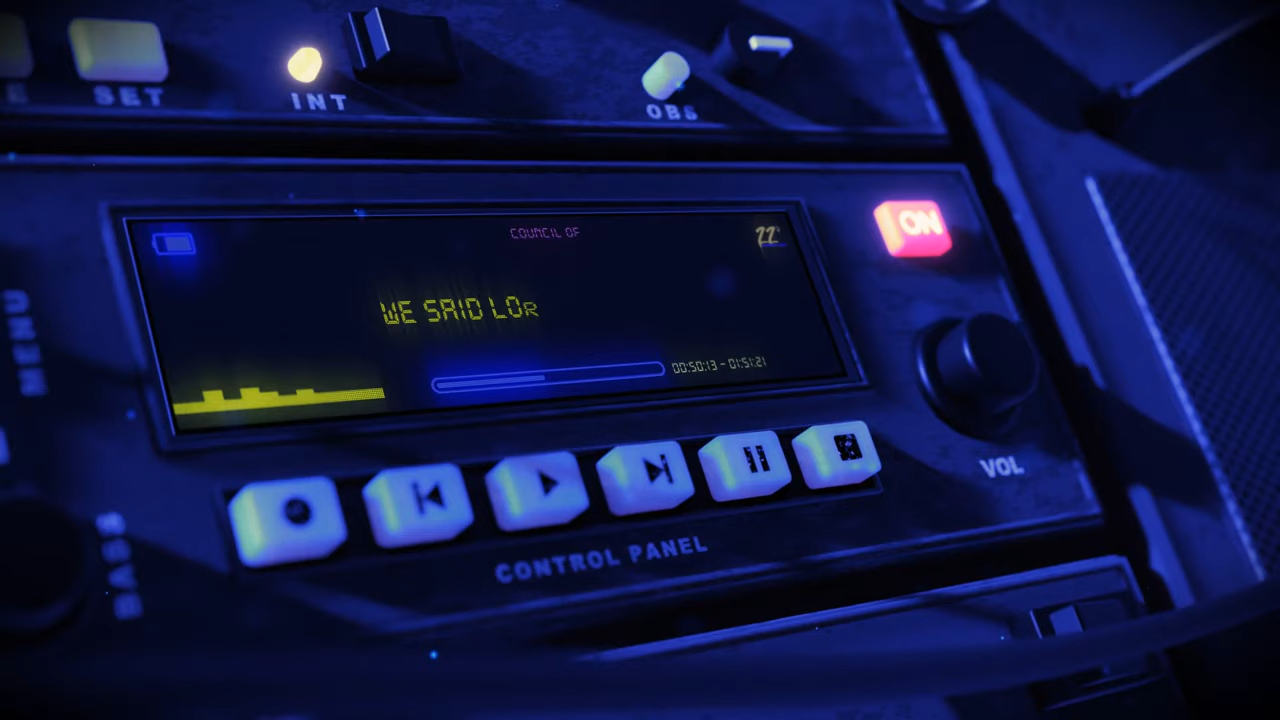 E SET
INT
OBS
COUNCIL OF
22°
ON
WE SAID LOR
00:50:13 - 01:51:21
MENU
VOL
BASS
CONTROL PANEL